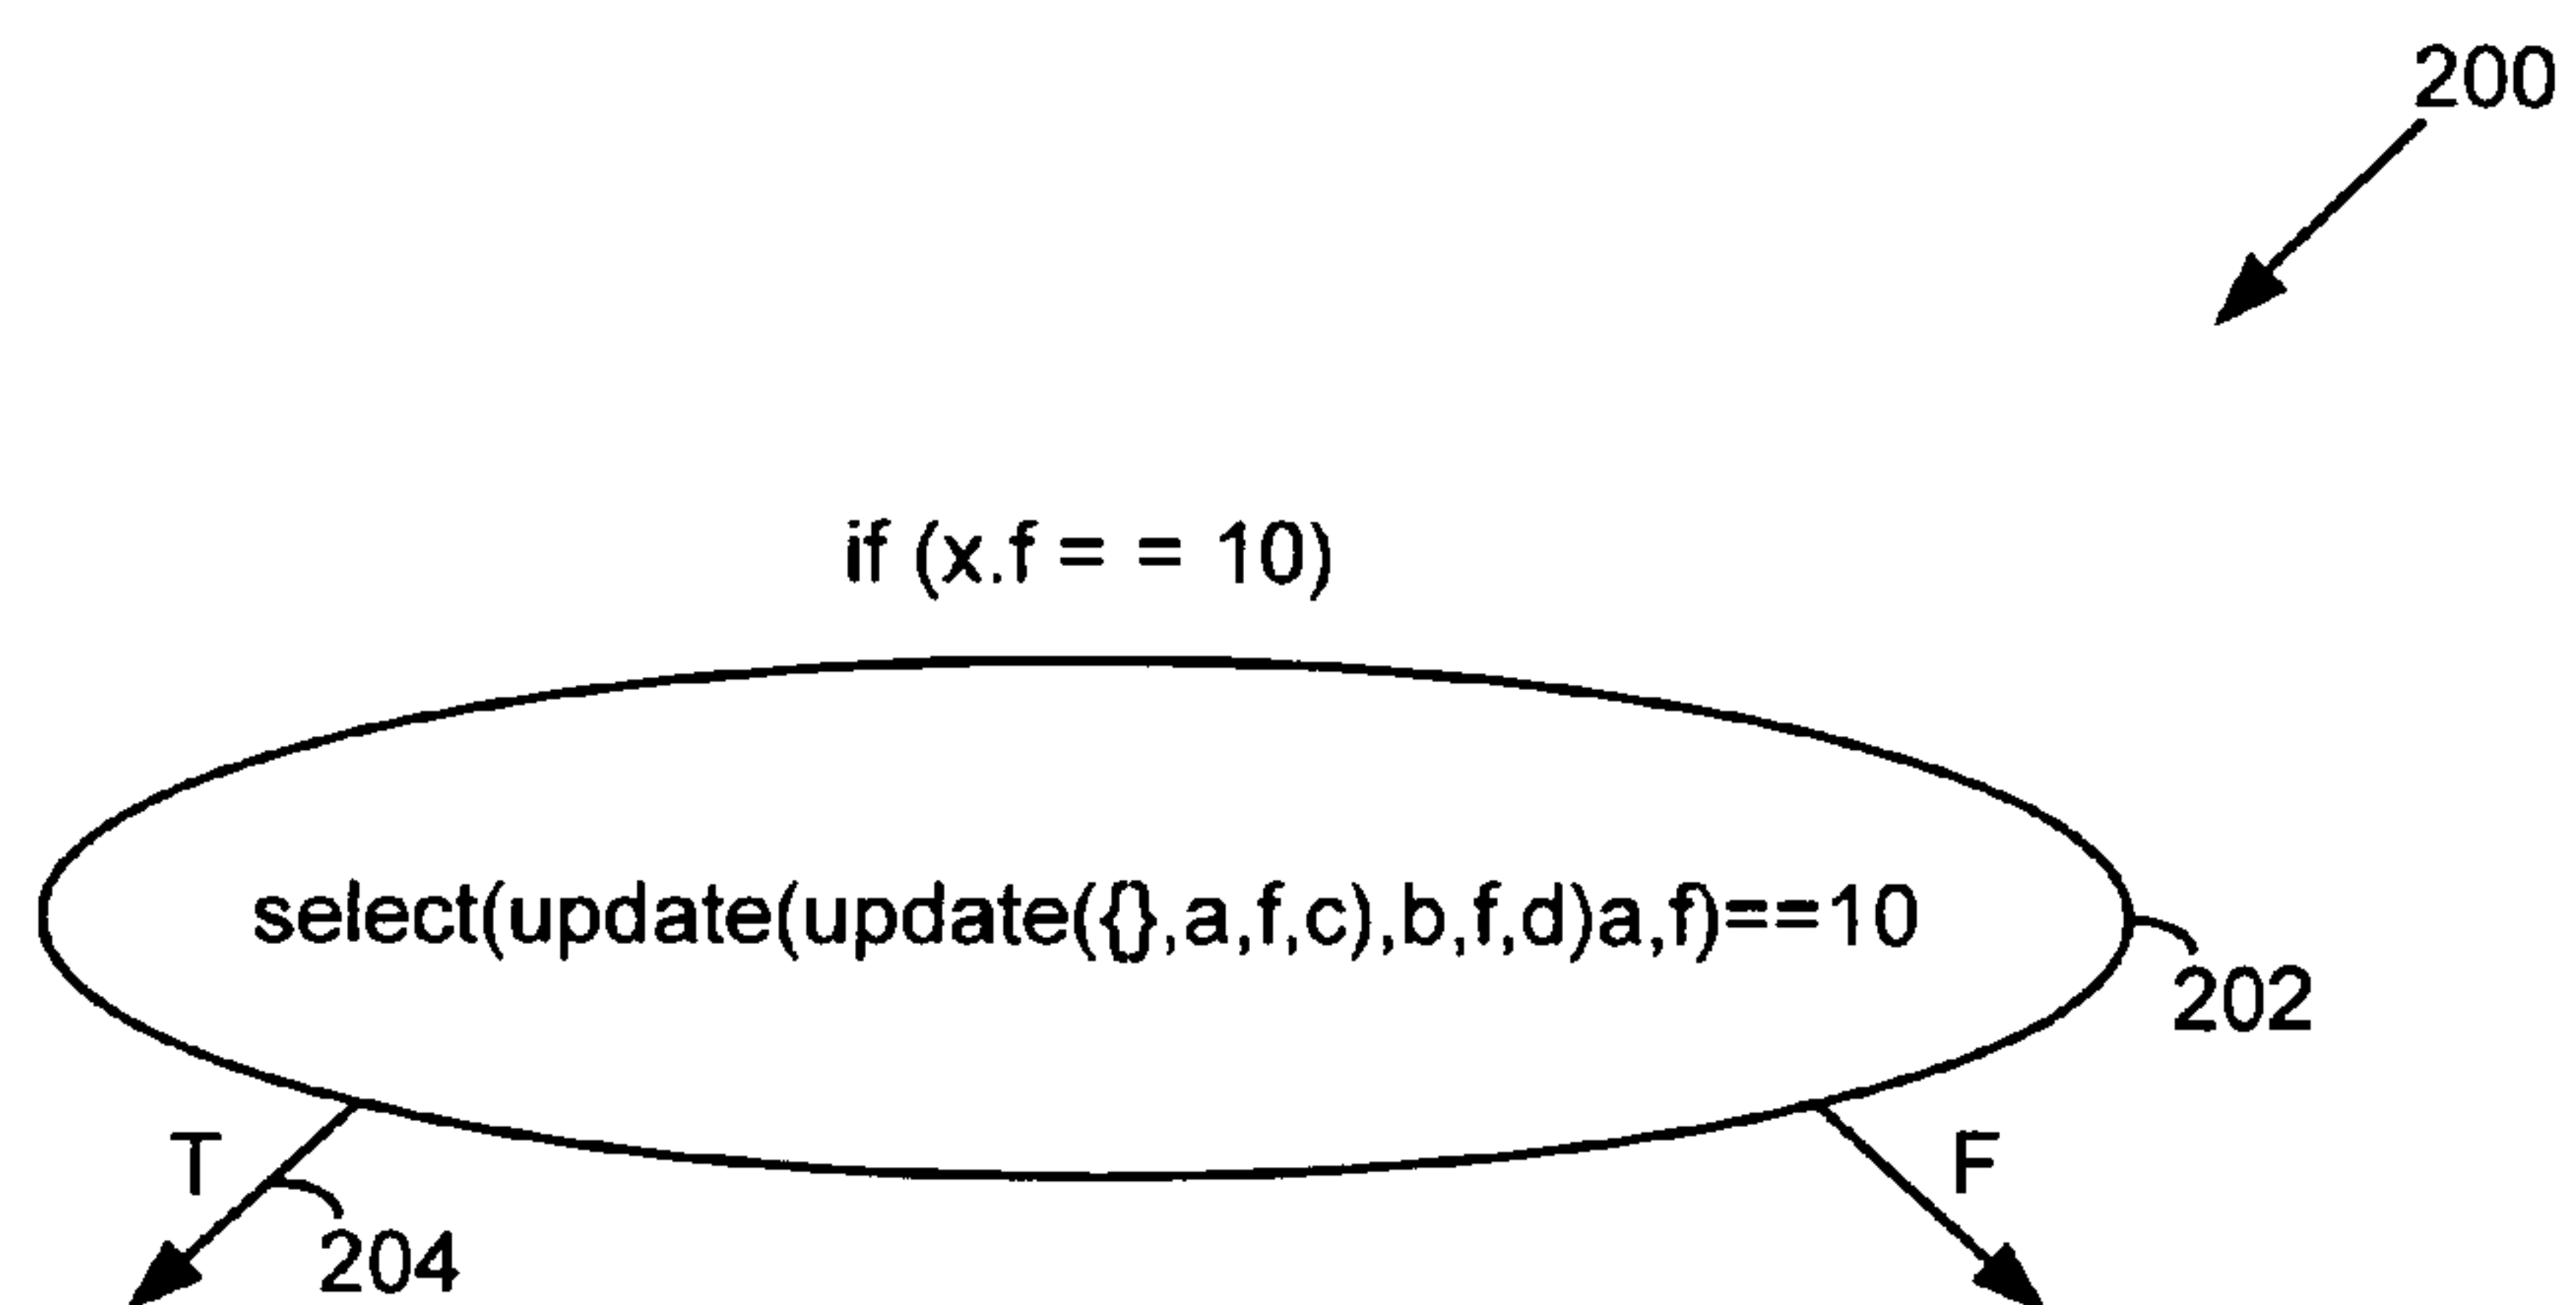 200
if (x.f = = 10)
select(update(update({},a,f,c),b,f,d)a,f)==10
202
T
F
204